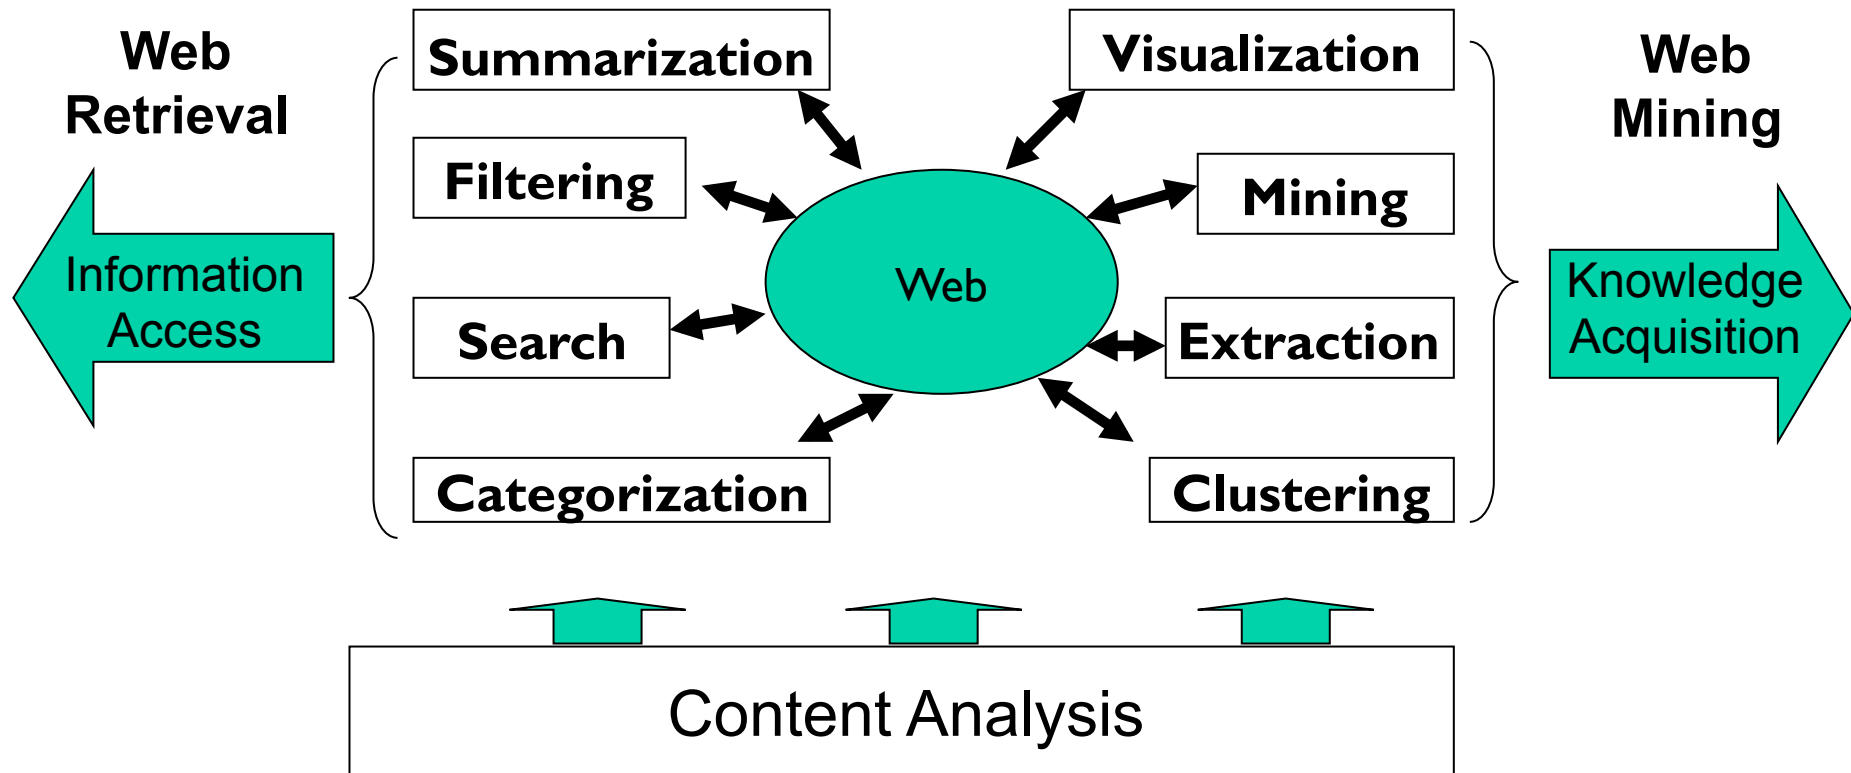 Web
Retrieval
Information
Access
Summarization
Filtering
Search
Categorization
Web
Visualization
Mining
Extraction
Clustering
Web
Mining
Knowledge
Acquisition
Content Analysis